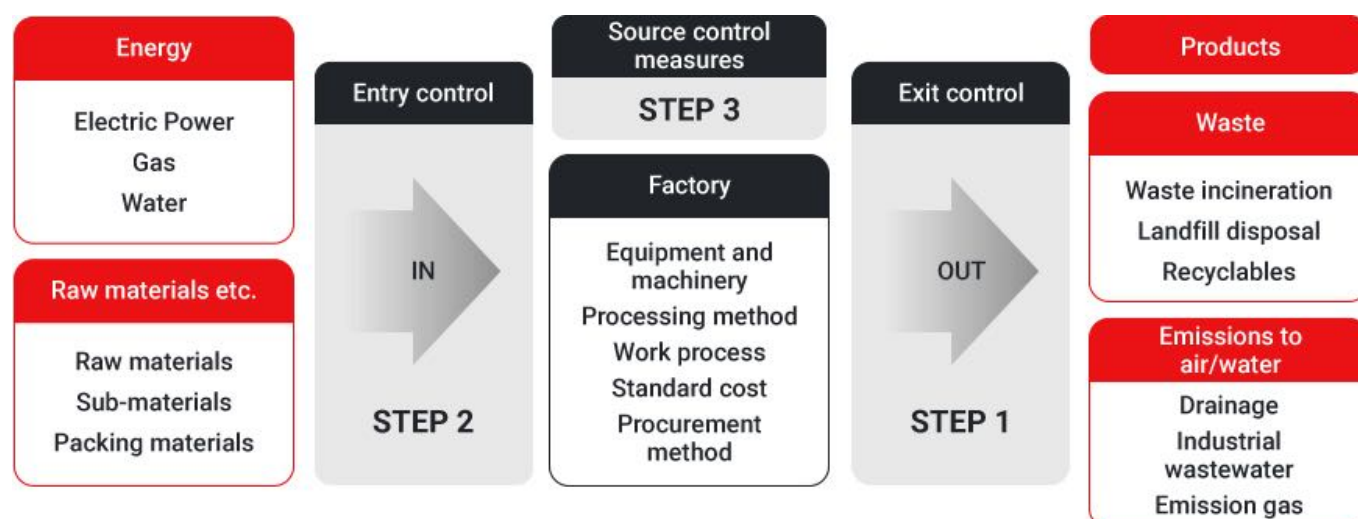 Energy
Electric Power
Gas
Water
Raw materials etc.
Raw materials
Sub-materials
Packing materials
Entry control
IN
STEP 2
Source control
measures
STEP 3
Factory
Equipment and
machinery
Processing method
Work process
Standard cost
Procurement
method
Exit control
OUT
STEP 1
Products
Waste
Waste incineration
Landfill disposal
Recyclables
Emissions to
air/water
Drainage
Industrial
wastewater
Emission gas